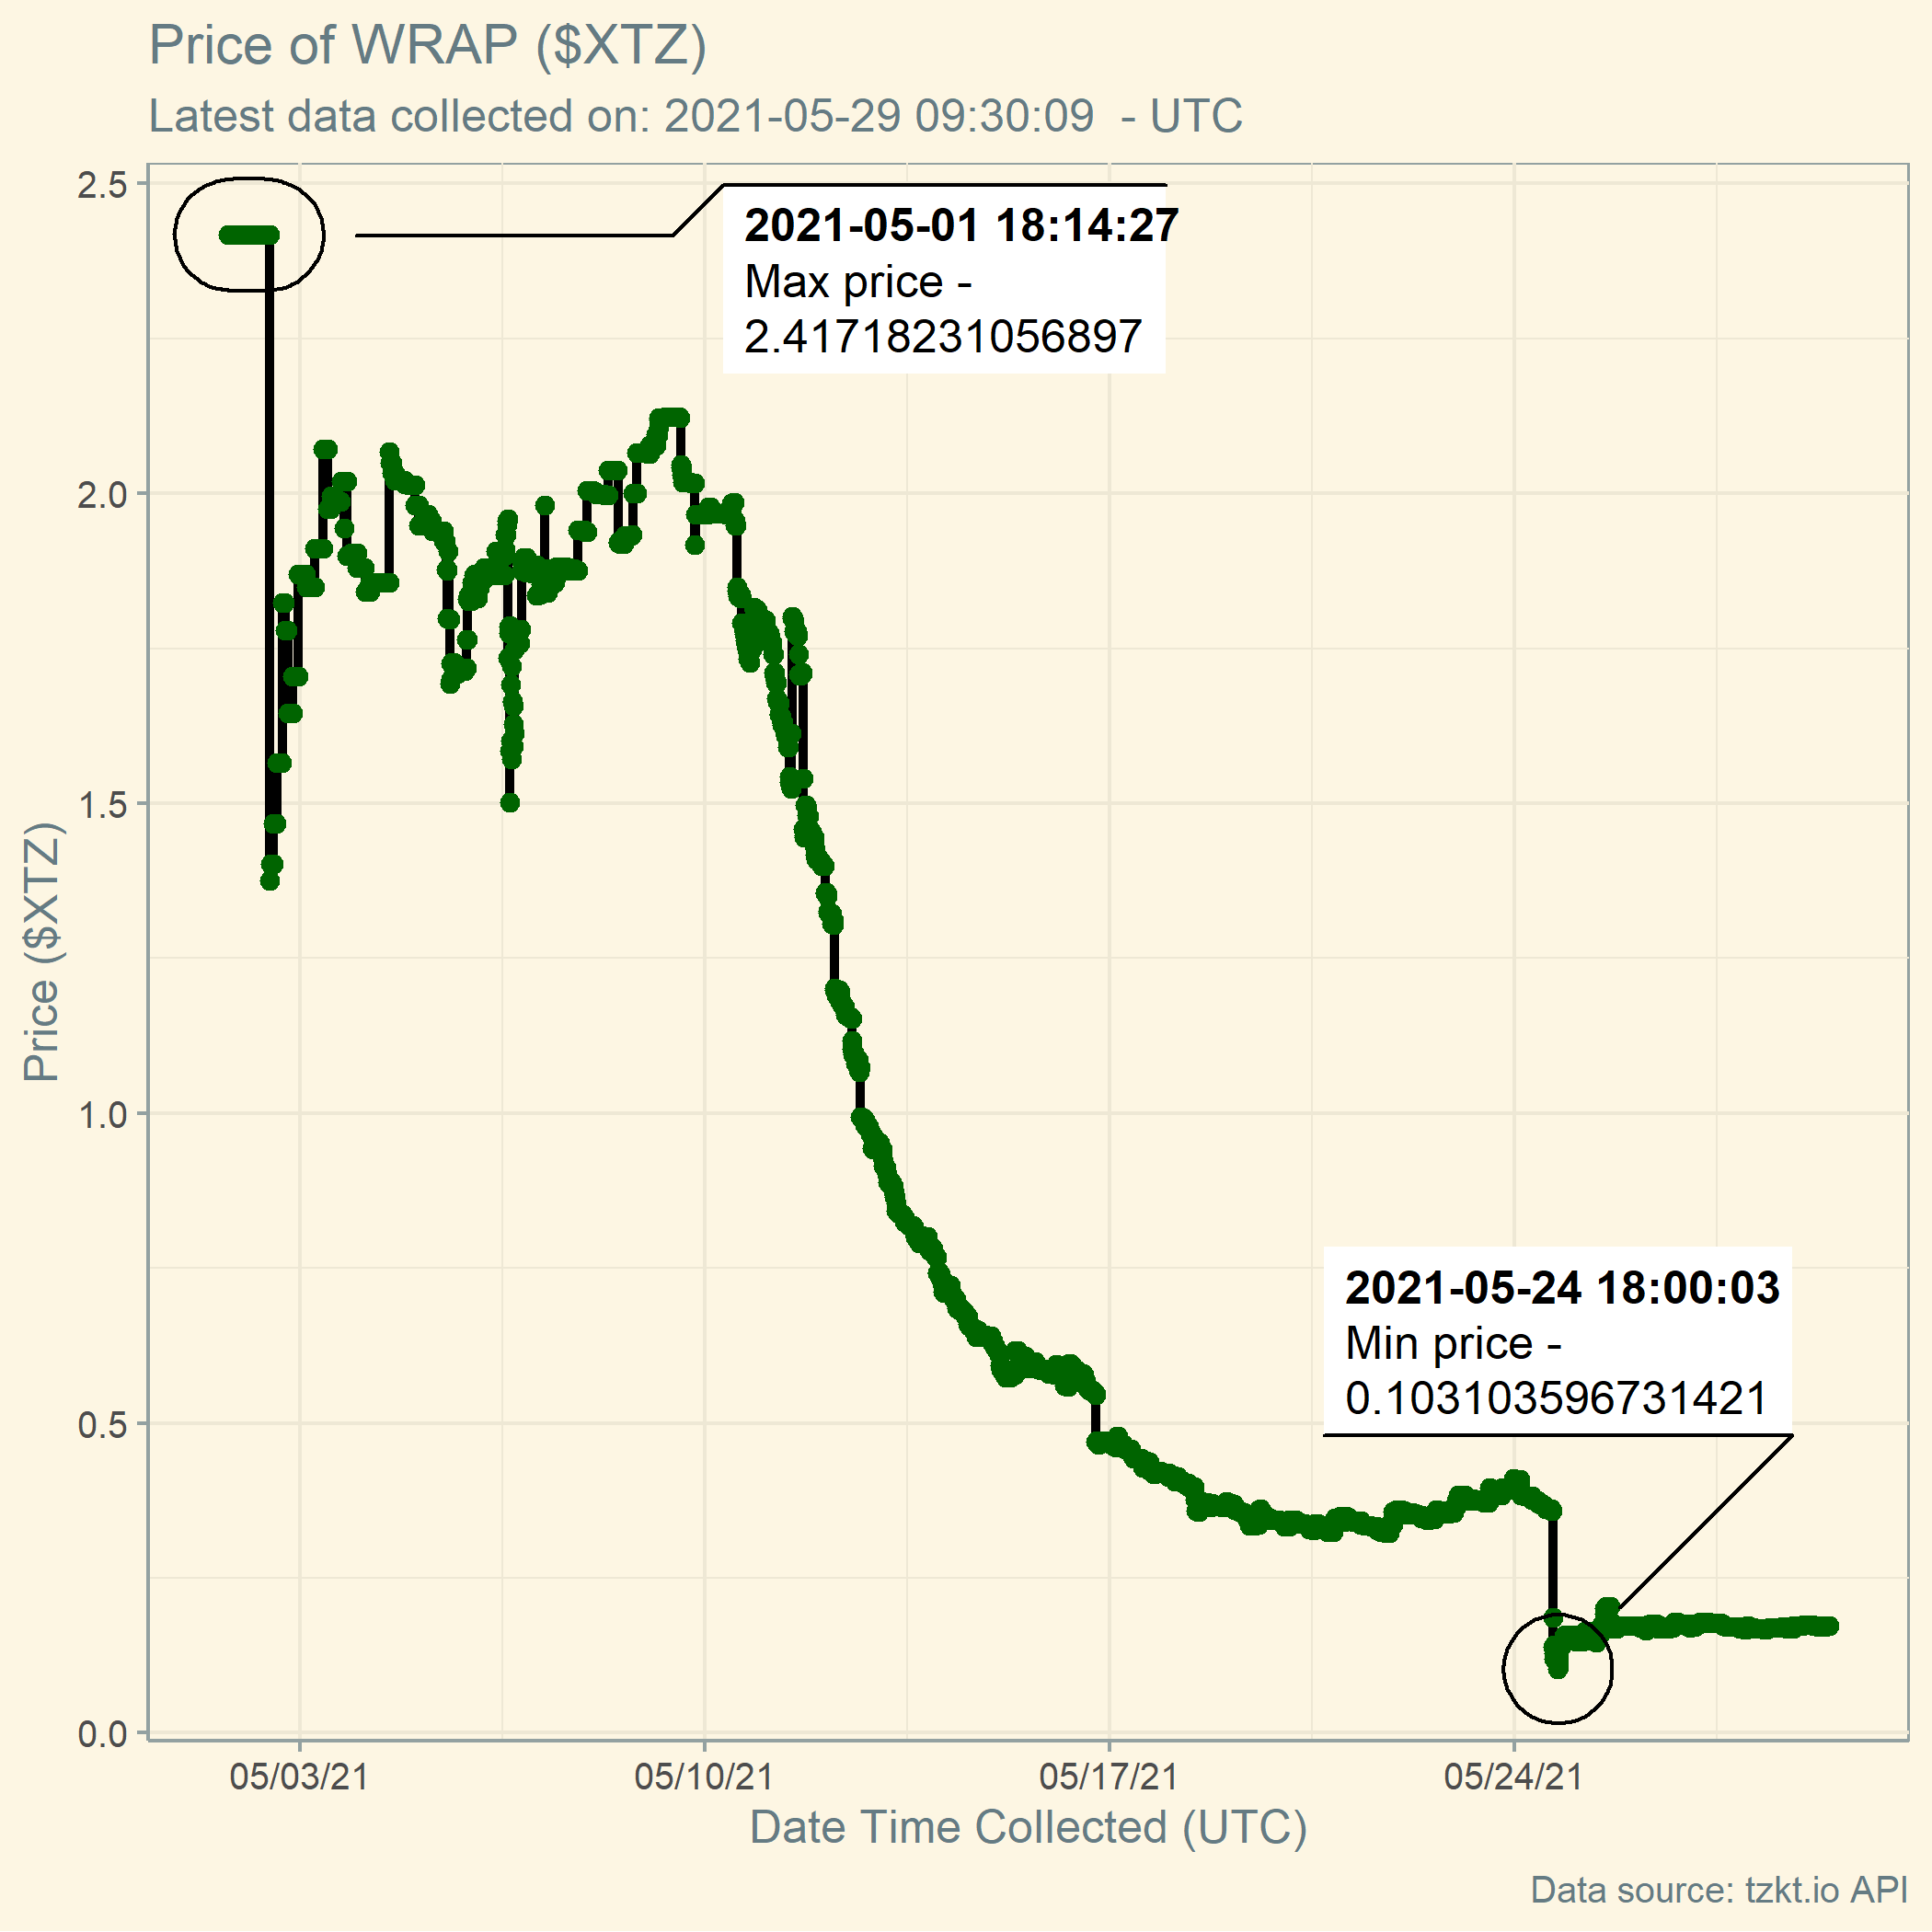 Price of WRAP ($XTZ)
Latest data collected on: 2021-05-29 09:30:09  - UTC
2.5
2.0
1.5
1.0
0.5
0.0
Price ($XTZ)
2021-05-01 18:14:27
Max price -
2.41718231056897
2021-05-24 18:00:03
Min price -
0.103103596731421
05/03/21
05/10/21
05/17/21
05/24/21
Date Time Collected (UTC)
Data source: tzkt.io API